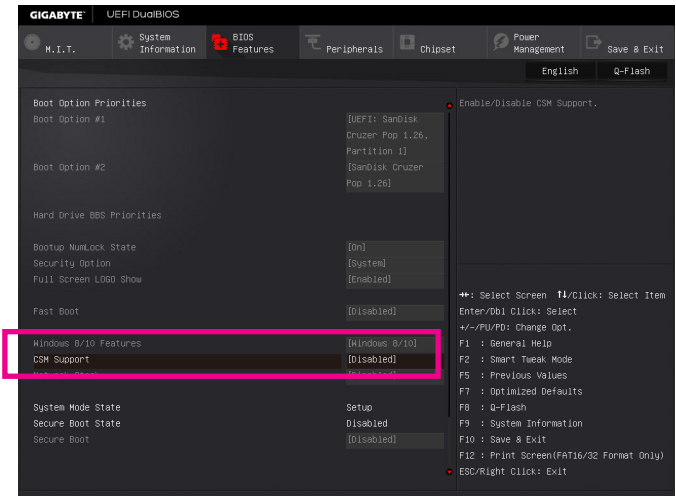 GIGABYTE™ UEFI DualBIOS
M.I.T. System Information BIOS Features Peripherals Chipset Power Management Save & Exit
English Q-Flash
Boot Option Priorities
Boot Option #1 [UEFI: SanDisk
Cruzer Pop 1.26,
Partition 1]
Boot Option #2 [SanDisk Cruzer
Pop 1.26]
Hard Drive BBS Priorities
Bootup NumLock State [On]
Security Option [System]
Full Screen LOGO Show [Enabled]
Fast Boot [Disabled]
Windows 8/10 Features [Windows 8/10]
CSM Support [Disabled]
System Mode State Setup
Secure Boot State Disabled
Secure Boot [Disabled]
Enable/Disable CSM Support.
→←: Select Screen ↑↓/Click: Select Item
Enter/Dbl Click: Select
+/-/PU/PD: Change Opt.
F1 : General Help
F2 : Smart Tweak Mode
F5 : Previous Values
F7 : Optimized Defaults
F8 : Q-Flash
F9 : System Information
F10 : Save & Exit
F12 : Print Screen(FAT16/32 Format Only)
ESC/Right Click: Exit